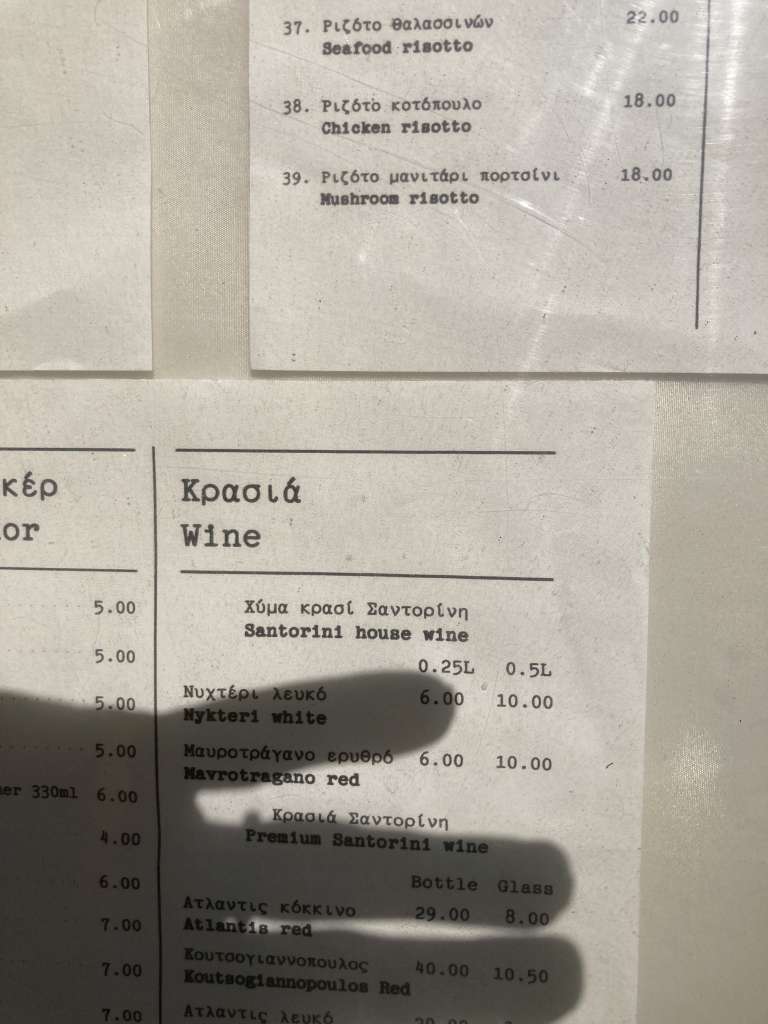 37. Ριζότο θαλασσινών 22.00
Seafood risotto
38. Ριζότο κοτόπουλο 18.00
Chicken risotto
39. Ριζότο μανιτάρι πορτσίνι 18.00
Mushroom risotto
κέρ
or
5.00
5.00
5.00
5.00
330ml 6.00
4.00
6.00
7.00
7.00
7.00
Κρασιά
Wine
Χύμα κρασί Σαντορίνη
Santorini house wine
0.25L 0.5L
Νυχτέρι λευκό 6.00 10.00
Nykteri white
Μαυροτράγανο ερυθρό 6.00 10.00
Mavrotragano red
Κρασιά Σαντορίνη
Premium Santorini wine
Bottle Glass
Ατλαντις κόκκινο 29.00 8.00
Atlantis red
Κουτσογιαννοπουλος 40.00 10.50
Koutsogiannopoulos Red
Ατλαντις λευκό